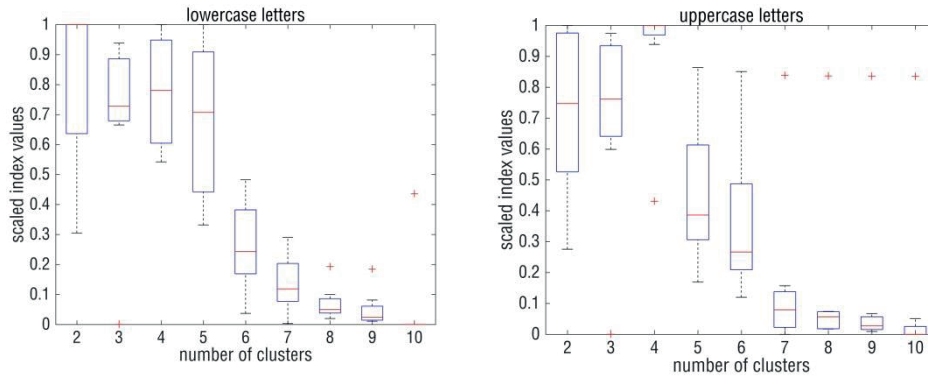 lowercase letters
scaled index values
1
0.9
0.8
0.7
0.6
0.5
0.4
0.3
0.2
0.1
0
2 3 4 5 6 7 8 9 10
number of clusters
uppercase letters
scaled index values
1
0.9
0.8
0.7
0.6
0.5
0.4
0.3
0.2
0.1
0
2 3 4 5 6 7 8 9 10
number of clusters